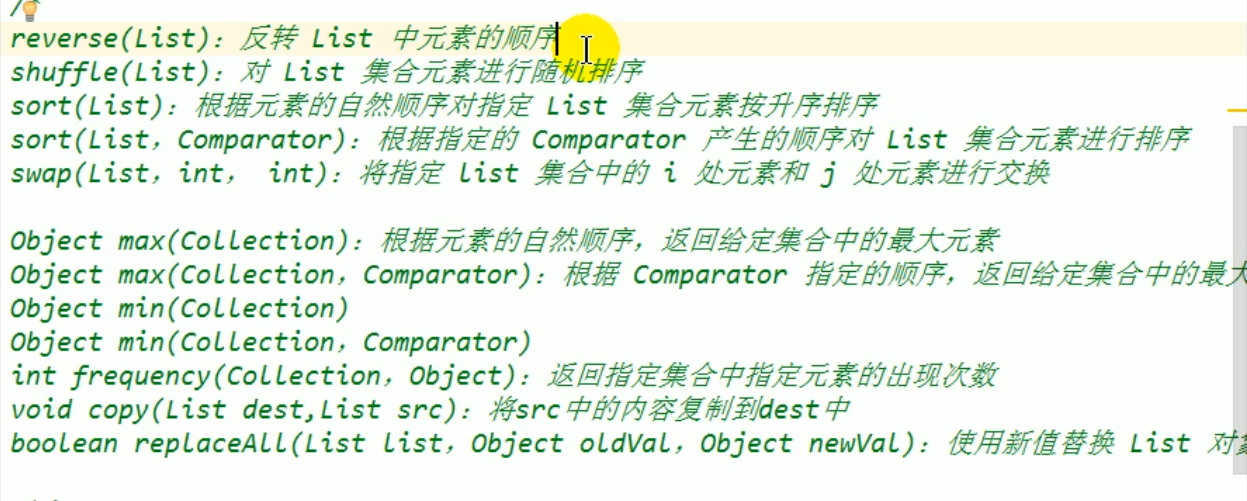 /
reverse(List)：反转 List 中元素的顺序
shuffle(List)：对 List 集合元素进行随机排序
sort(List)：根据元素的自然顺序对指定 List 集合元素按升序排序
sort(List，Comparator)：根据指定的 Comparator 产生的顺序对 List 集合元素进行排序
swap(List，int， int)：将指定 list 集合中的 i 处元素和 j 处元素进行交换
Object max(Collection)：根据元素的自然顺序，返回给定集合中的最大元素
Object max(Collection，Comparator)：根据 Comparator 指定的顺序，返回给定集合中的最大
Object min(Collection)
Object min(Collection，Comparator)
int frequency(Collection，Object)：返回指定集合中指定元素的出现次数
void copy(List dest,List src)：将src中的内容复制到dest中
boolean replaceAll(List list，Object oldVal，Object newVal)：使用新值替换 List 对